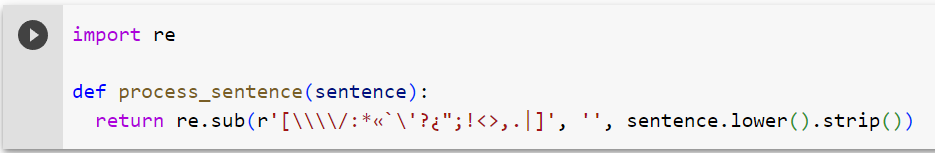 import re
def process_sentence(sentence):
return re.sub(r'[\\\\/:*«`\'?¿";!<>,.|]', '', sentence.lower().strip())